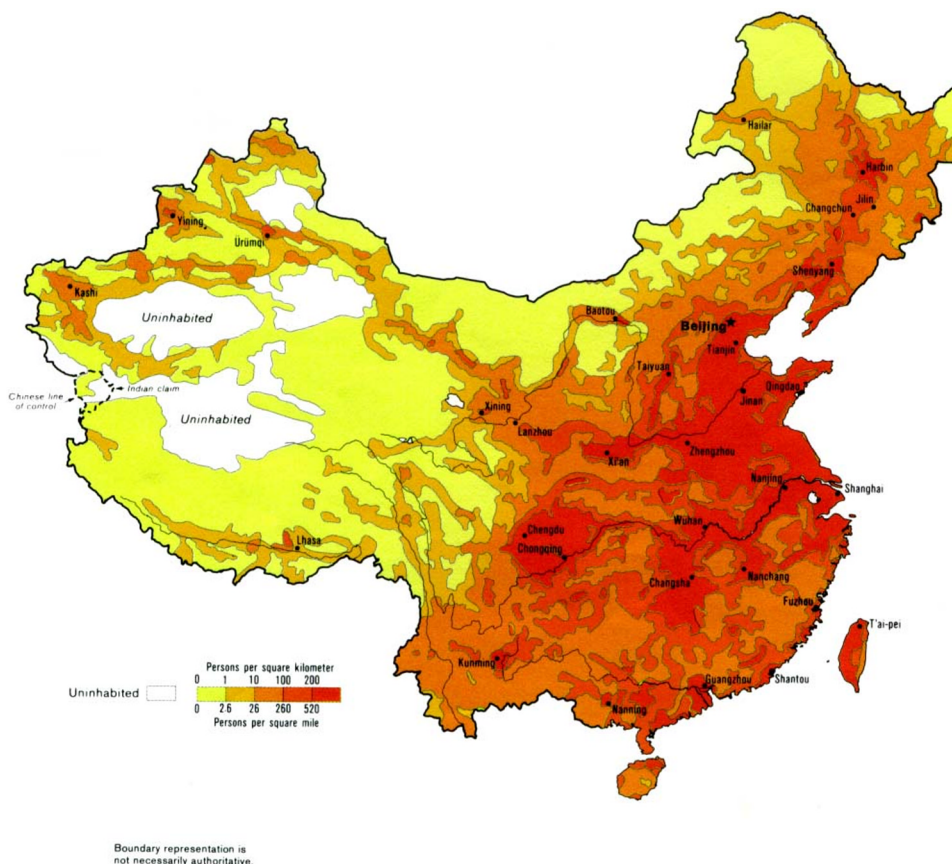 Hailar
Harbin
Jilin
Changchun
Yining
Ürümqi
Shenyang
Kashi
Uninhabited
Baotou
Beijing
Tianjin
Taiyuan
Indian claim
Chinese line
of control
Qingdao
Jinan
Uninhabited
Xining
Lanzhou
Zhengzhou
Xi'an
Nanjing
Shanghai
Wuhan
Chengdu
Lhasa
Chongqing
Nanchang
Changsha
Fuzhou
T'ai-pei
Kunming
Persons per square kilometer
0 1 10 100 200
Uninhabited
0 2.6 26 260 520
Persons per square mile
Guangzhou
Shantou
Nanning
Boundary representation is
not necessarily authoritative.